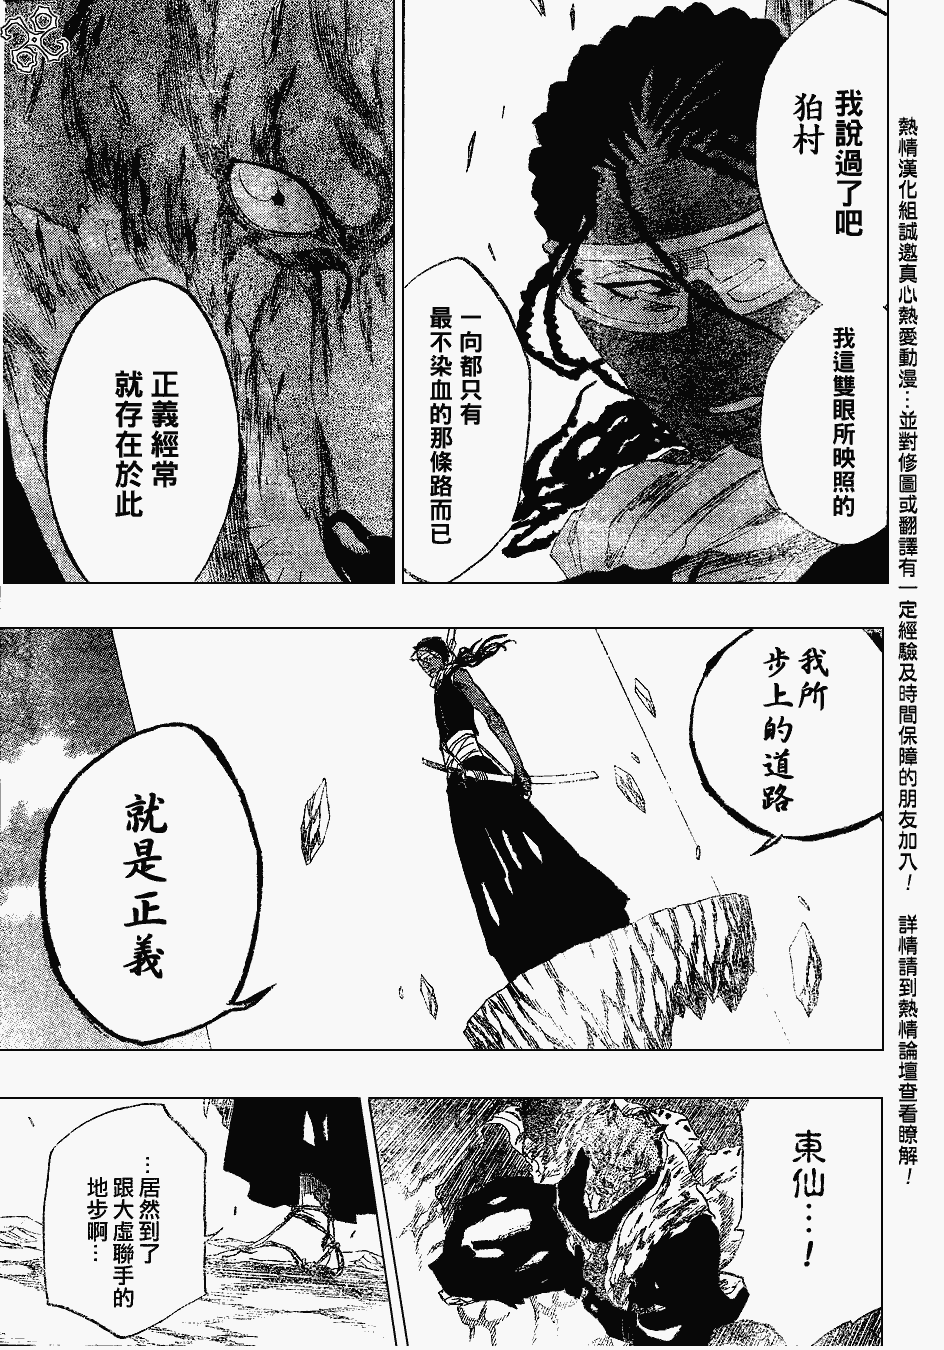 我說過了吧
狛村
我這雙眼所映照的
一向都只有
最不染血的那條路而已
正義經常
就存在於此
我所
步上的道路
就是正義
東仙…!
…居然到了
跟大虛聯手的
地步啊…
熱情漢化組誠邀真心熱愛動漫…並對修圖或翻譯有一定經驗及時間保障的朋友加入! 詳情請到熱情論壇查看瞭解!